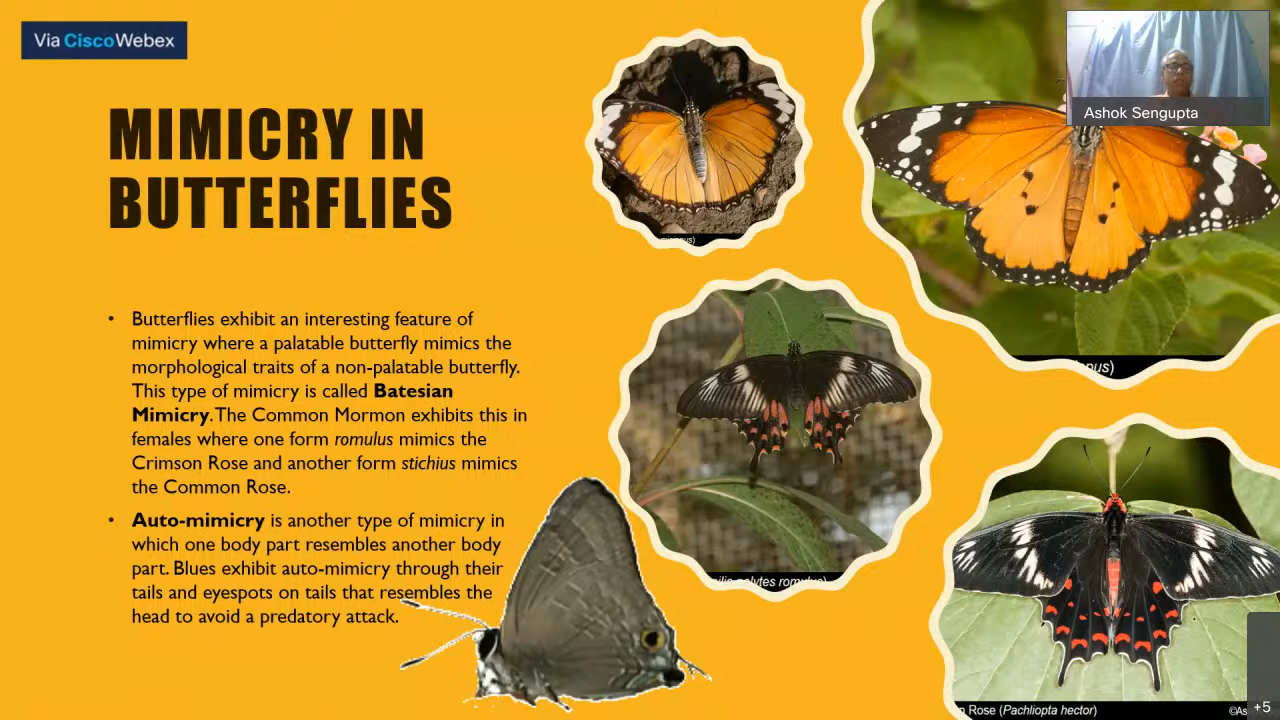 Via CiscoWebex
MIMICRY IN
BUTTERFLIES
• Butterflies exhibit an interesting feature of
mimicry where a palatable butterfly mimics the
morphological traits of a non-palatable butterfly.
This type of mimicry is called Batesian
Mimicry. The Common Mormon exhibits this in
females where one form romulus mimics the
Crimson Rose and another form stichius mimics
the Common Rose.
• Auto-mimicry is another type of mimicry in
which one body part resembles another body
part. Blues exhibit auto-mimicry through their
tails and eyespots on tails that resembles the
head to avoid a predatory attack.
Ashok Sengupta
polytes romulus)
Rose (Pachliopta hector)
+5